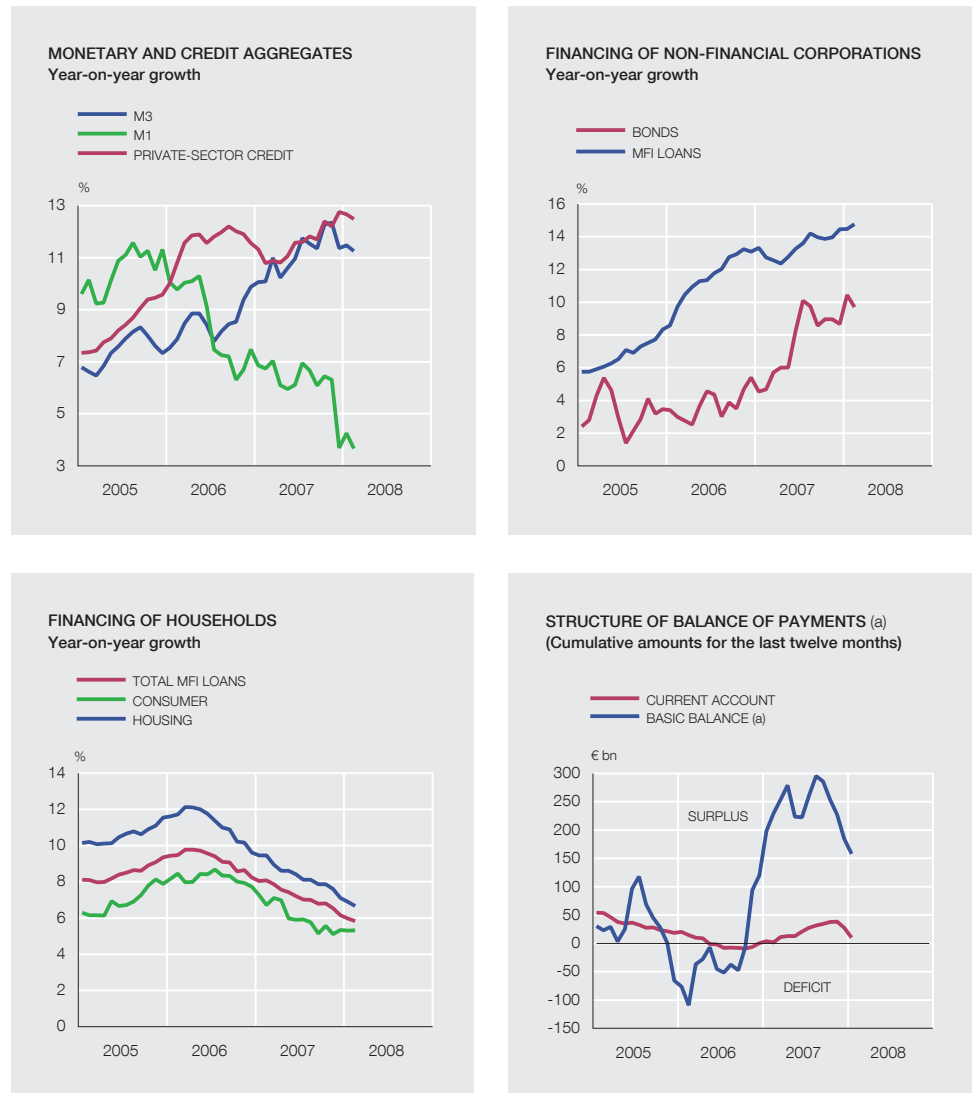 MONETARY AND CREDIT AGGREGATES
Year-on-year growth
M3
M1
PRIVATE-SECTOR CREDIT
%
13
11
9
7
5
3
2005 2006 2007 2008
FINANCING OF NON-FINANCIAL CORPORATIONS
Year-on-year growth
BONDS
MFI LOANS
%
16
14
12
10
8
6
4
2
0
2005 2006 2007 2008
FINANCING OF HOUSEHOLDS
Year-on-year growth
TOTAL MFI LOANS
CONSUMER
HOUSING
%
14
12
10
8
6
4
2
0
2005 2006 2007 2008
STRUCTURE OF BALANCE OF PAYMENTS (a)
(Cumulative amounts for the last twelve months)
CURRENT ACCOUNT
BASIC BALANCE (a)
€ bn
300
250
200
150
100
50
0
-50
-100
-150
SURPLUS
DEFICIT
2005 2006 2007 2008